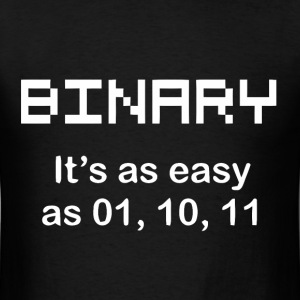 BINARY
It's as easy
as 01, 10, 11